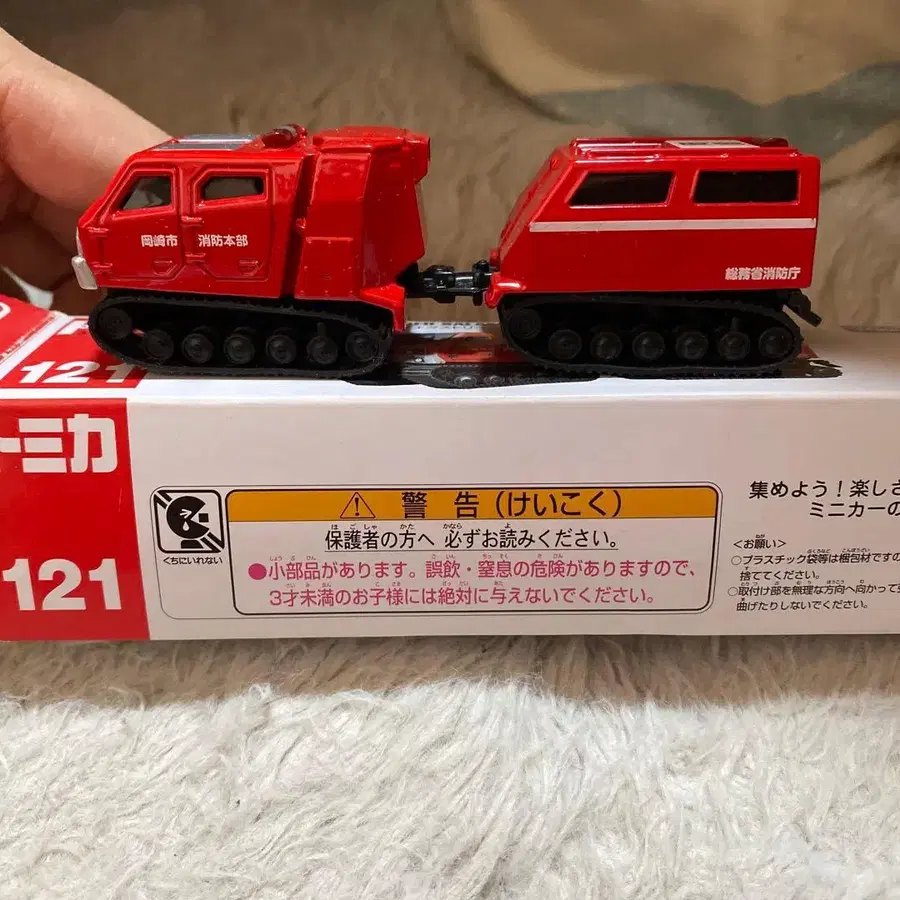 岡崎市 消防本部
総務省消防庁
121
トミカ
121
警告(けいこく)
保護者の方へ 必ずお読みください。
●小部品があります。誤飲・窒息の危険がありますので、
3才未満のお子様には絶対に与えないでください。
くちにいれない
集めよう!楽しさ
ミニカーの
<お願い>
○プラスチック袋等は梱包材ですの
捨ててください。
○取付け部を無理な方向へ向かって
曲げたりしないでください。